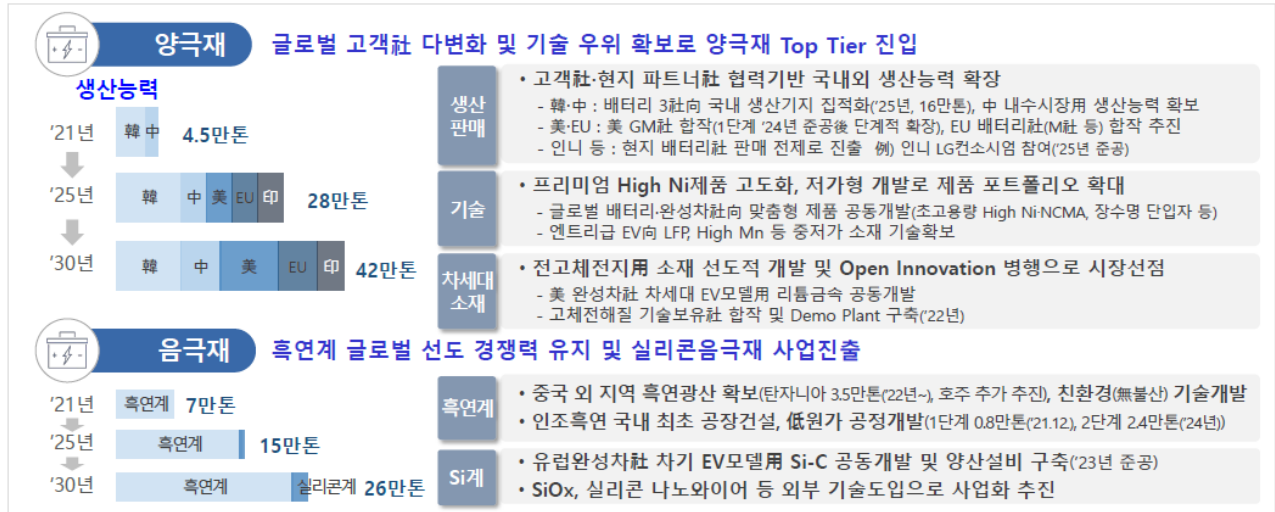 양극재
글로벌 고객社 다변화 및 기술 우위 확보로 양극재 Top Tier 진입
생산능력
'21년 韓 中 4.5만톤
'25년 韓 中 美 EU 印 28만톤
'30년 韓 中 美 EU 印 42만톤
생산
판매
• 고객社·현지 파트너社 협력기반 국내외 생산능력 확장
- 韓·中 : 배터리 3社向 국내 생산기지 집적화('25년, 16만톤), 中 내수시장用 생산능력 확보
- 美·EU : 美 GM社 합작(1단계 '24년 준공後 단계적 확장), EU 배터리社(M社 등) 합작 추진
- 인니 등 : 현지 배터리社 판매 전제로 진출 例) 인니 LG컨소시엄 참여('25년 준공)
기술
• 프리미엄 High Ni제품 고도화, 저가형 개발로 제품 포트폴리오 확대
- 글로벌 배터리·완성차社向 맞춤형 제품 공동개발(초고용량 High Ni·NCMA, 장수명 단입자 등)
- 엔트리급 EV向 LFP, High Mn 등 중저가 소재 기술확보
차세대
소재
• 전고체전지用 소재 선도적 개발 및 Open Innovation 병행으로 시장선점
- 美 완성차社 차세대 EV모델用 리튬금속 공동개발
- 고체전해질 기술보유社 합작 및 Demo Plant 구축('22년)
음극재
흑연계 글로벌 선도 경쟁력 유지 및 실리콘음극재 사업진출
'21년 흑연계 7만톤
'25년 흑연계 15만톤
'30년 흑연계 실리콘계 26만톤
흑연계
• 중국 외 지역 흑연광산 확보(탄자니아 3.5만톤('22년~), 호주 추가 추진), 친환경(無불산) 기술개발
• 인조흑연 국내 최초 공장건설, 低원가 공정개발(1단계 0.8만톤('21.12.), 2단계 2.4만톤('24년))
Si계
• 유럽완성차社 차기 EV모델用 Si-C 공동개발 및 양산설비 구축('23년 준공)
• SiOx, 실리콘 나노와이어 등 외부 기술도입으로 사업화 추진